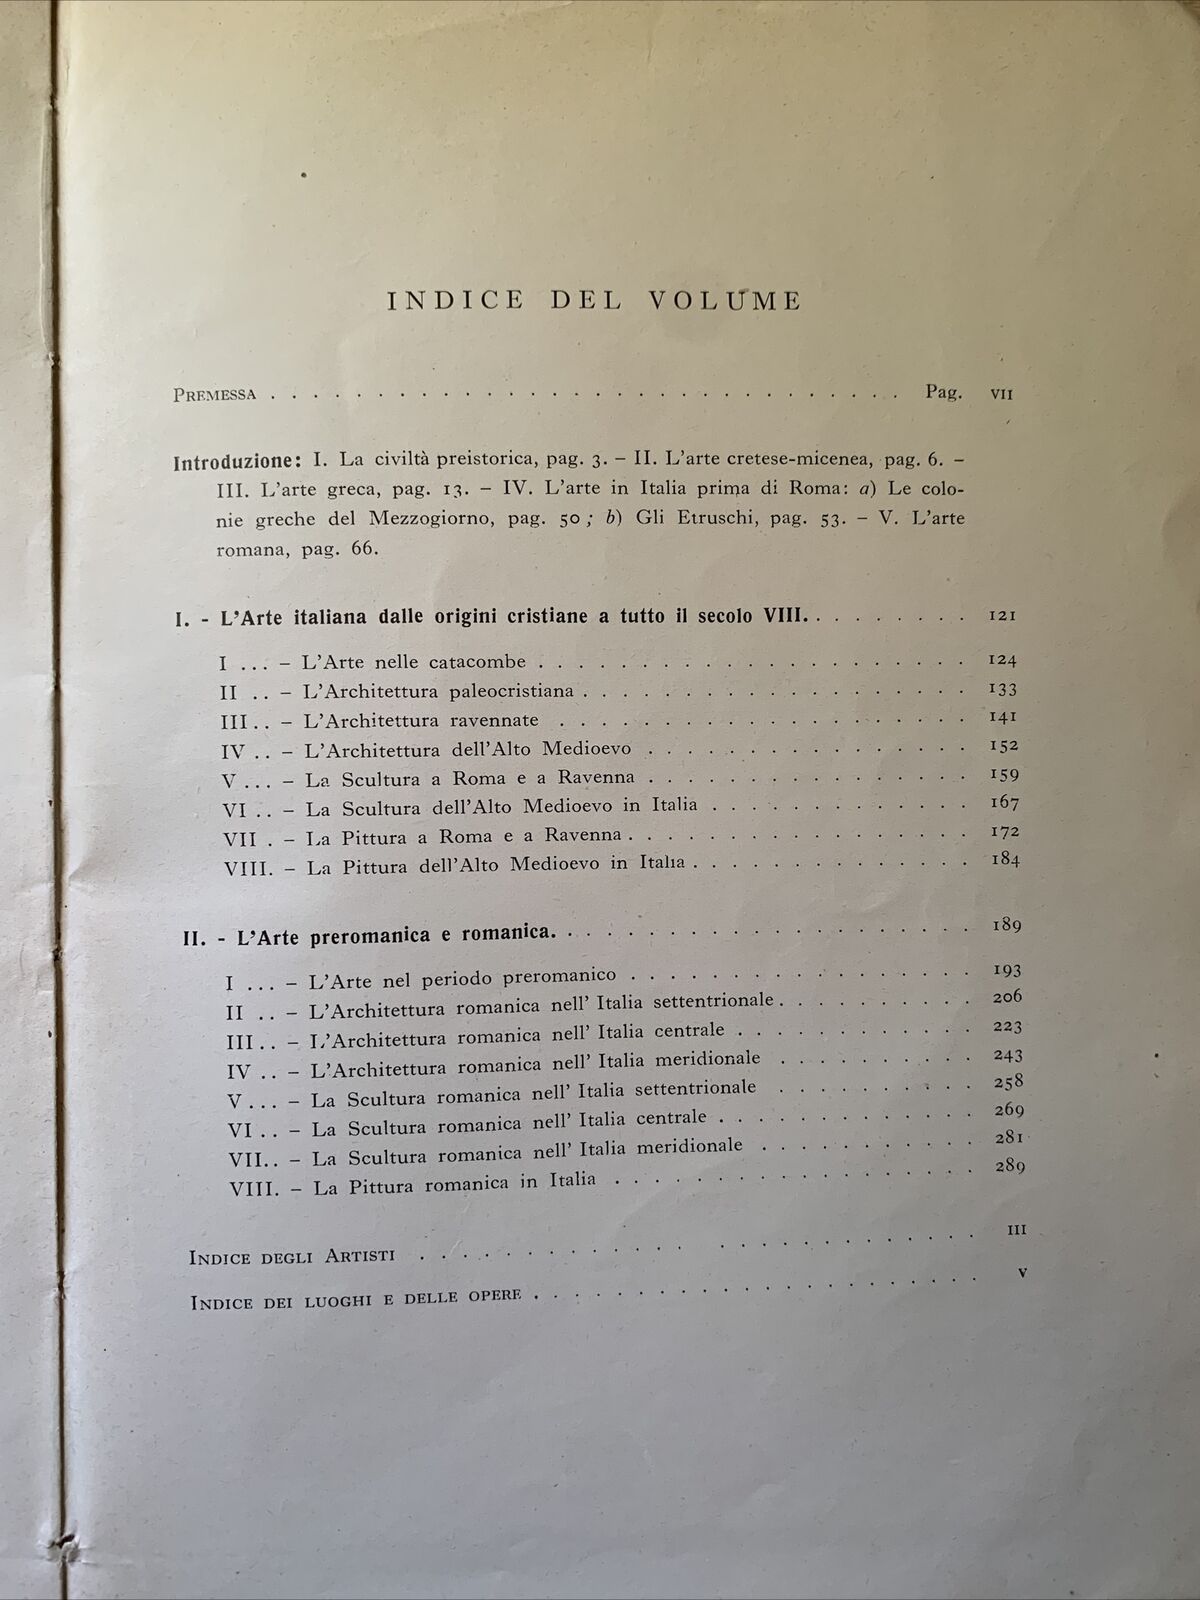 INDICE DEL VOLUME
PREMESSA . . . . . . . . . . . . . . . . . . . . . . . . . . Pag. VII
Introduzione: I. La civiltà preistorica, pag. 3. – II. L'arte cretese-micenea, pag. 6. –
III. L'arte greca, pag. 13. – IV. L'arte in Italia prima di Roma: a) Le colo-
nie greche del Mezzogiorno, pag. 50; b) Gli Etruschi, pag. 53. – V. L'arte
romana, pag. 66.
I. - L'Arte italiana dalle origini cristiane a tutto il secolo VIII. . . . . . . . . 121
I ... – L'Arte nelle catacombe . . . . . . . . . . . . . . . . . . . . 124
II .. – L'Architettura paleocristiana . . . . . . . . . . . . . . . . . . 133
III .. – L'Architettura ravennate . . . . . . . . . . . . . . . . . . . 141
IV .. – L'Architettura dell'Alto Medioevo . . . . . . . . . . . . . . . . 152
V ... – La Scultura a Roma e a Ravenna . . . . . . . . . . . . . . . . 159
VI .. – La Scultura dell'Alto Medioevo in Italia . . . . . . . . . . . . . 167
VII . – La Pittura a Roma e a Ravenna . . . . . . . . . . . . . . . . . 172
VIII. – La Pittura dell'Alto Medioevo in Italia . . . . . . . . . . . . . . 184
II. - L'Arte preromanica e romanica. . . . . . . . . . . . . . . . . . . . 189
I ... – L'Arte nel periodo preromanico . . . . . . . . . . . . . . . . . 193
II .. – L'Architettura romanica nell' Italia settentrionale . . . . . . . . . . 206
III .. – L'Architettura romanica nell' Italia centrale . . . . . . . . . . . . 223
IV .. – L'Architettura romanica nell' Italia meridionale . . . . . . . . . . 243
V ... – La Scultura romanica nell' Italia settentrionale . . . . . . . . . . 258
VI .. – La Scultura romanica nell' Italia centrale . . . . . . . . . . . . . 269
VII.. – La Scultura romanica nell' Italia meridionale . . . . . . . . . . . 281
VIII. – La Pittura romanica in Italia . . . . . . . . . . . . . . . . . . 289
INDICE DEGLI ARTISTI . . . . . . . . . . . . . . . . . . . . . . . III
INDICE DEI LUOGHI E DELLE OPERE . . . . . . . . . . . . . . . . . . . V